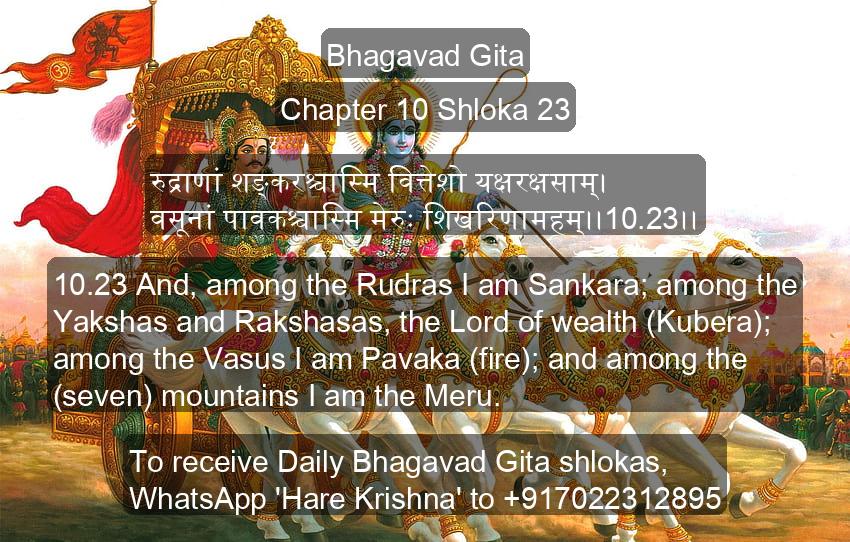 Bhagavad Gita
Chapter 10 Shloka 23
रुद्राणां शङ्करश्चास्मि वित्तेशो यक्षरक्षसाम्।
वसूनां पावकश्चास्मि मेरुः शिखरिणामहम्।।10.23।।
10.23 And, among the Rudras I am Sankara; among the
Yakshas and Rakshasas, the Lord of wealth (Kubera);
among the Vasus I am Pavaka (fire); and among the
(seven) mountains I am the Meru.
To receive Daily Bhagavad Gita shlokas,
WhatsApp 'Hare Krishna' to +917022312895
ॐ